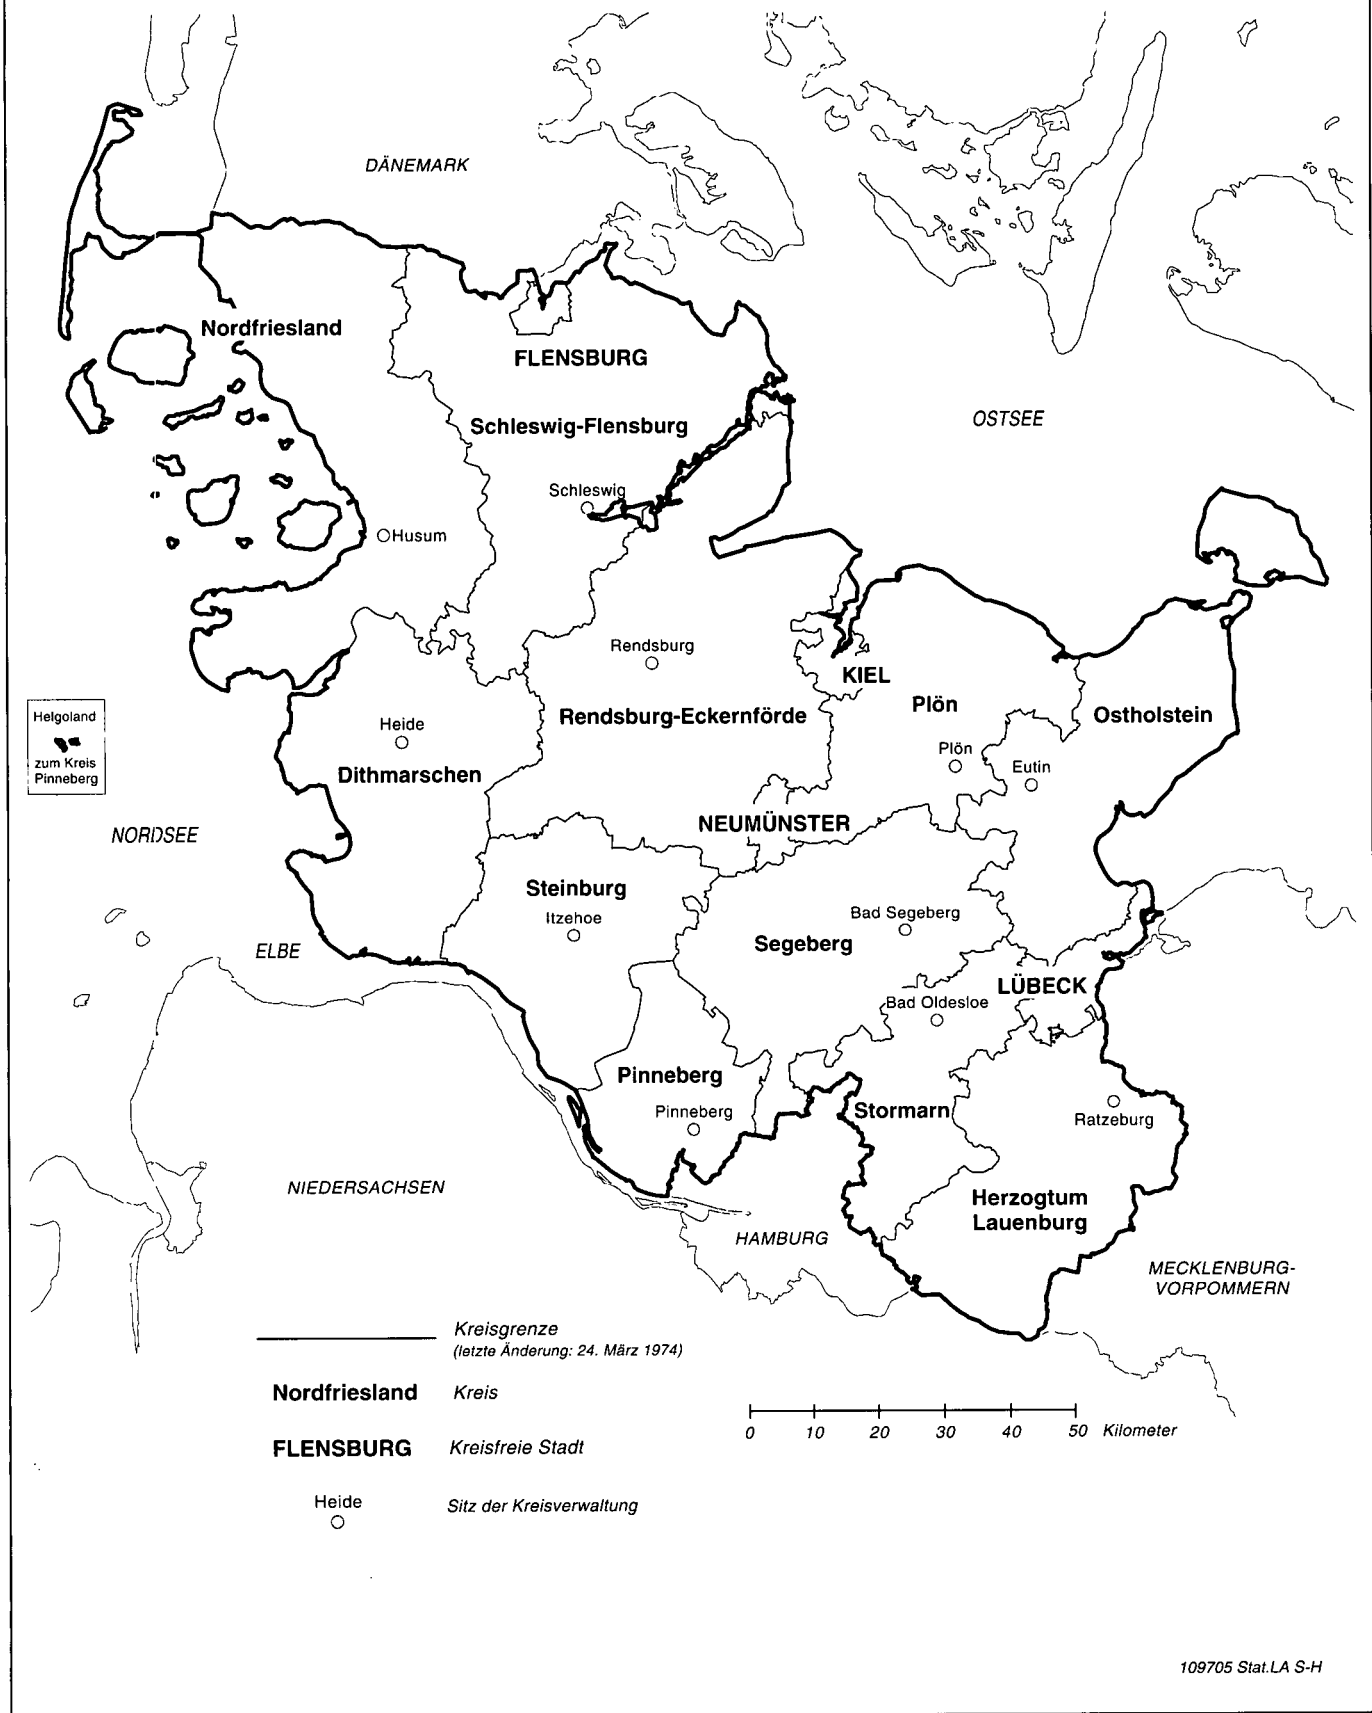 DÄNEMARK
Nordfriesland
FLENSBURG
OSTSEE
Schleswig-Flensburg
Schleswig
Husum
Rendsburg
KIEL
Rendsburg-Eckernförde
Plön
Ostholstein
Helgoland
zum Kreis
Pinneberg
Heide
Dithmarschen
Plön
Eutin
NEUMÜNSTER
NORDSEE
Steinburg
Itzehoe
Bad Segeberg
Segeberg
ELBE
LÜBECK
Bad Oldesloe
Pinneberg
Pinneberg
Stormarn
Ratzeburg
NIEDERSACHSEN
Herzogtum
Lauenburg
HAMBURG
MECKLENBURG-
VORPOMMERN
Kreisgrenze
(letzte Änderung: 24. März 1974)
Nordfriesland Kreis
FLENSBURG Kreisfreie Stadt
Heide Sitz der Kreisverwaltung
0 10 20 30 40 50 Kilometer
109705 Stat.LA S-H